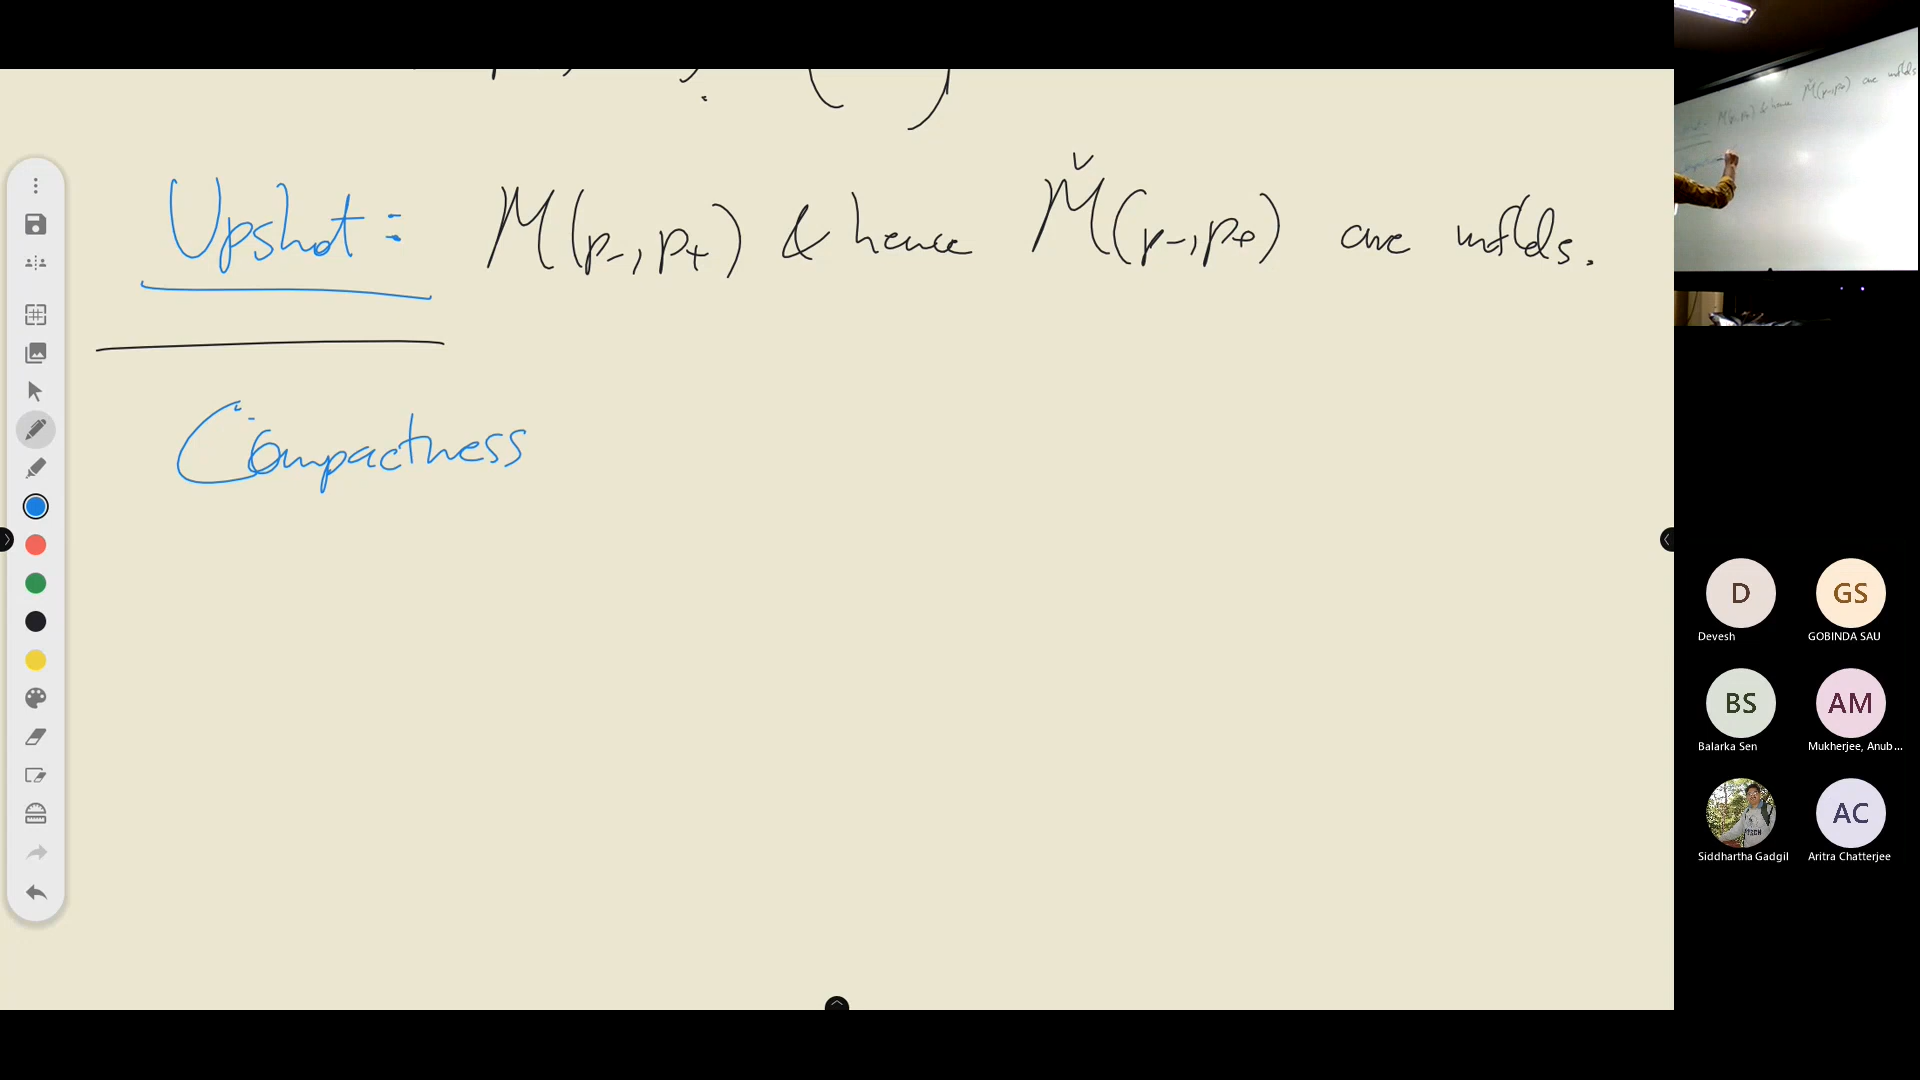 Upshot: M(p-, p+) & hence M̌(p-, p+) are mflds.
Compactness
D
Devesh
GS
GOBINDA SAU
BS
Balarka Sen
AM
Mukherjee, Anub...
Siddhartha Gadgil
AC
Aritra Chatterjee